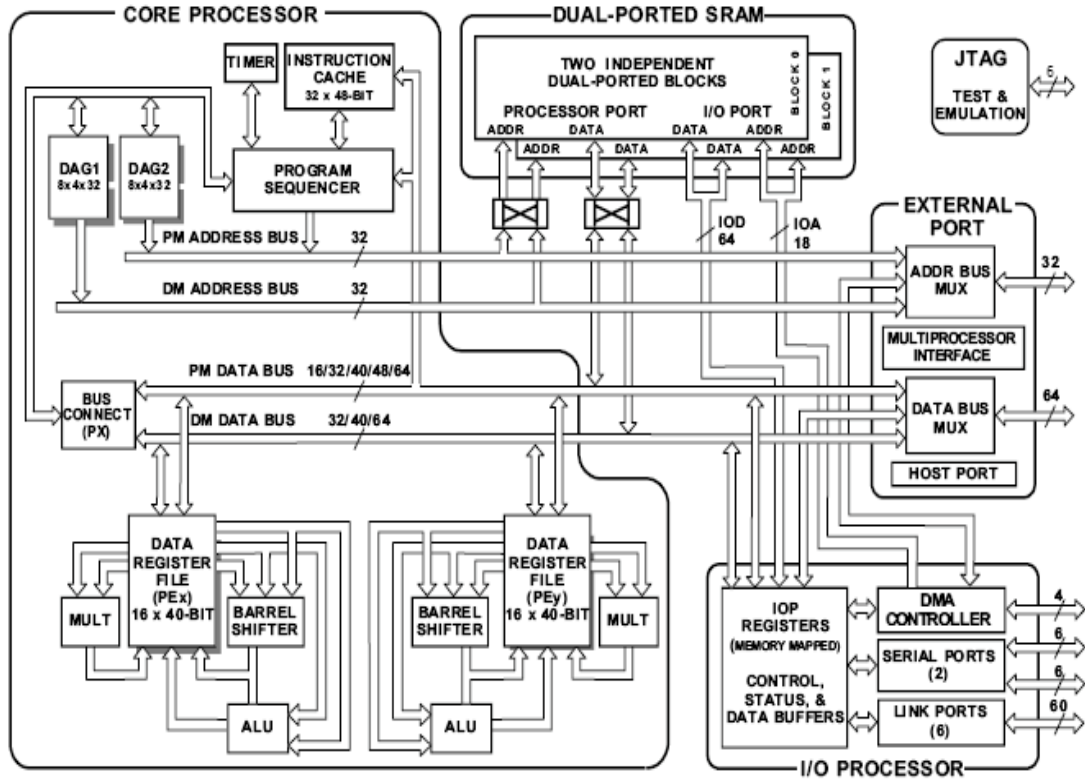 CORE PROCESSOR
TIMER
INSTRUCTION
CACHE
32 x 48-BIT
DAG1
8x4x32
DAG2
8x4x32
PROGRAM
SEQUENCER
PM ADDRESS BUS
32
DM ADDRESS BUS
32
BUS
CONNECT
(PX)
PM DATA BUS
16/32/40/48/64
DM DATA BUS
32/40/64
MULT
DATA
REGISTER
FILE
(PEx)
16 x 40-BIT
BARREL
SHIFTER
ALU
BARREL
SHIFTER
DATA
REGISTER
FILE
(PEy)
16 x 40-BIT
MULT
ALU
DUAL-PORTED SRAM
TWO INDEPENDENT
DUAL-PORTED BLOCKS
PROCESSOR PORT
I/O PORT
ADDR
DATA
DATA
ADDR
ADDR
DATA
DATA
ADDR
BLOCK 0
BLOCK 1
IOD
64
IOA
18
JTAG
TEST &
EMULATION
6
EXTERNAL
PORT
ADDR BUS
MUX
32
MULTIPROCESSOR
INTERFACE
DATA BUS
MUX
64
HOST PORT
IOP
REGISTERS
(MEMORY MAPPED)
CONTROL,
STATUS, &
DATA BUFFERS
DMA
CONTROLLER
4
SERIAL PORTS
(2)
6
6
LINK PORTS
(6)
60
I/O PROCESSOR